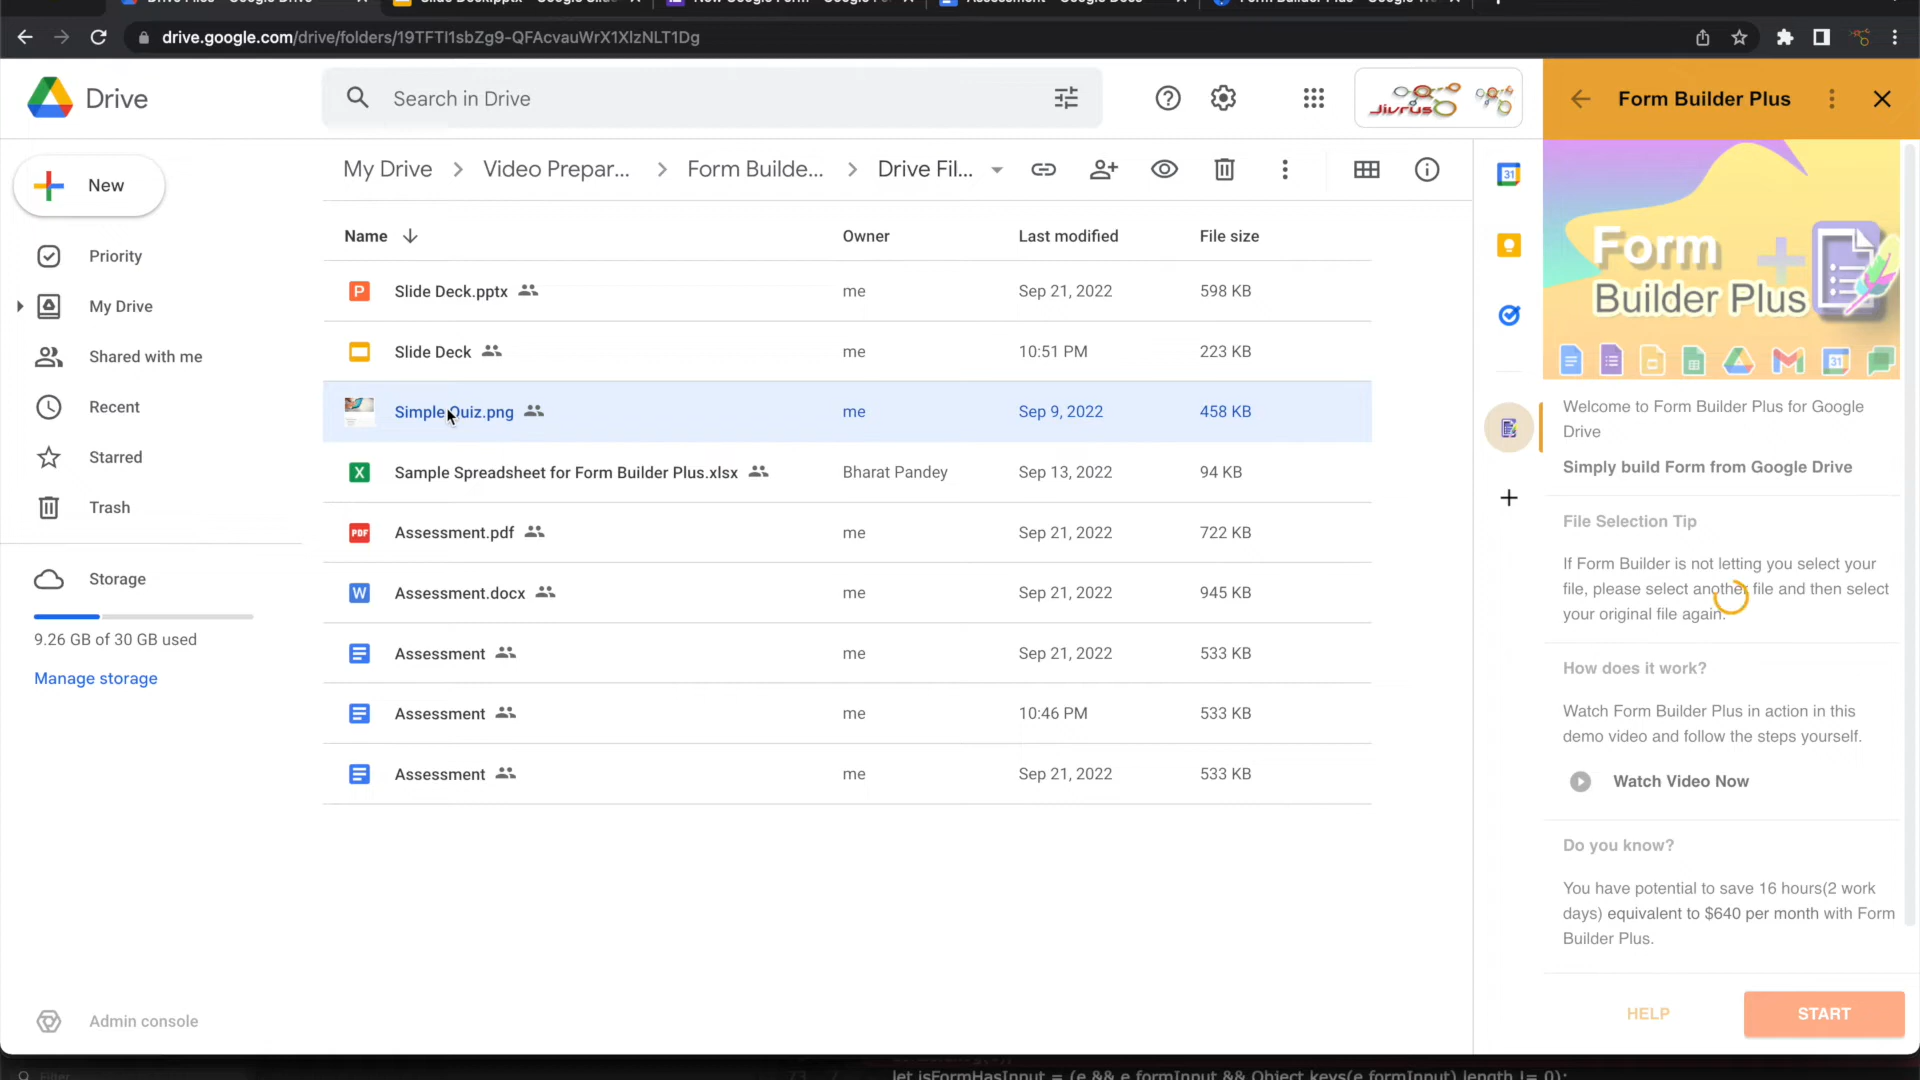 drive.google.com/drive/folders/19TFTI1sbZg9-QFAcvauWrX1XIzNLT1Dg
Drive
Search in Drive
Jivrus
Form Builder Plus
My Drive
Video Prepar...
Form Builde...
Drive Fil...
New
Priority
My Drive
Shared with me
Recent
Starred
Trash
Storage
9.26 GB of 30 GB used
Manage storage
Admin console
Name Owner Last modified File size
Slide Deck.pptx me Sep 21, 2022 598 KB
Slide Deck me 10:51 PM 223 KB
Simple Quiz.png me Sep 9, 2022 458 KB
Sample Spreadsheet for Form Builder Plus.xlsx Bharat Pandey Sep 13, 2022 94 KB
Assessment.pdf me Sep 21, 2022 722 KB
Assessment.docx me Sep 21, 2022 945 KB
Assessment me Sep 21, 2022 533 KB
Assessment me 10:46 PM 533 KB
Assessment me Sep 21, 2022 533 KB
Form
Builder Plus
Welcome to Form Builder Plus for Google
Drive
Simply build Form from Google Drive
File Selection Tip
If Form Builder is not letting you select your
file, please select another file and then select
your original file again.
How does it work?
Watch Form Builder Plus in action in this
demo video and follow the steps yourself.
Watch Video Now
Do you know?
You have potential to save 16 hours(2 work
days) equivalent to $640 per month with Form
Builder Plus.
HELP
START
let isFormHasInput = (e && e.formInput && Object.keys(e.formInput).length != 0);